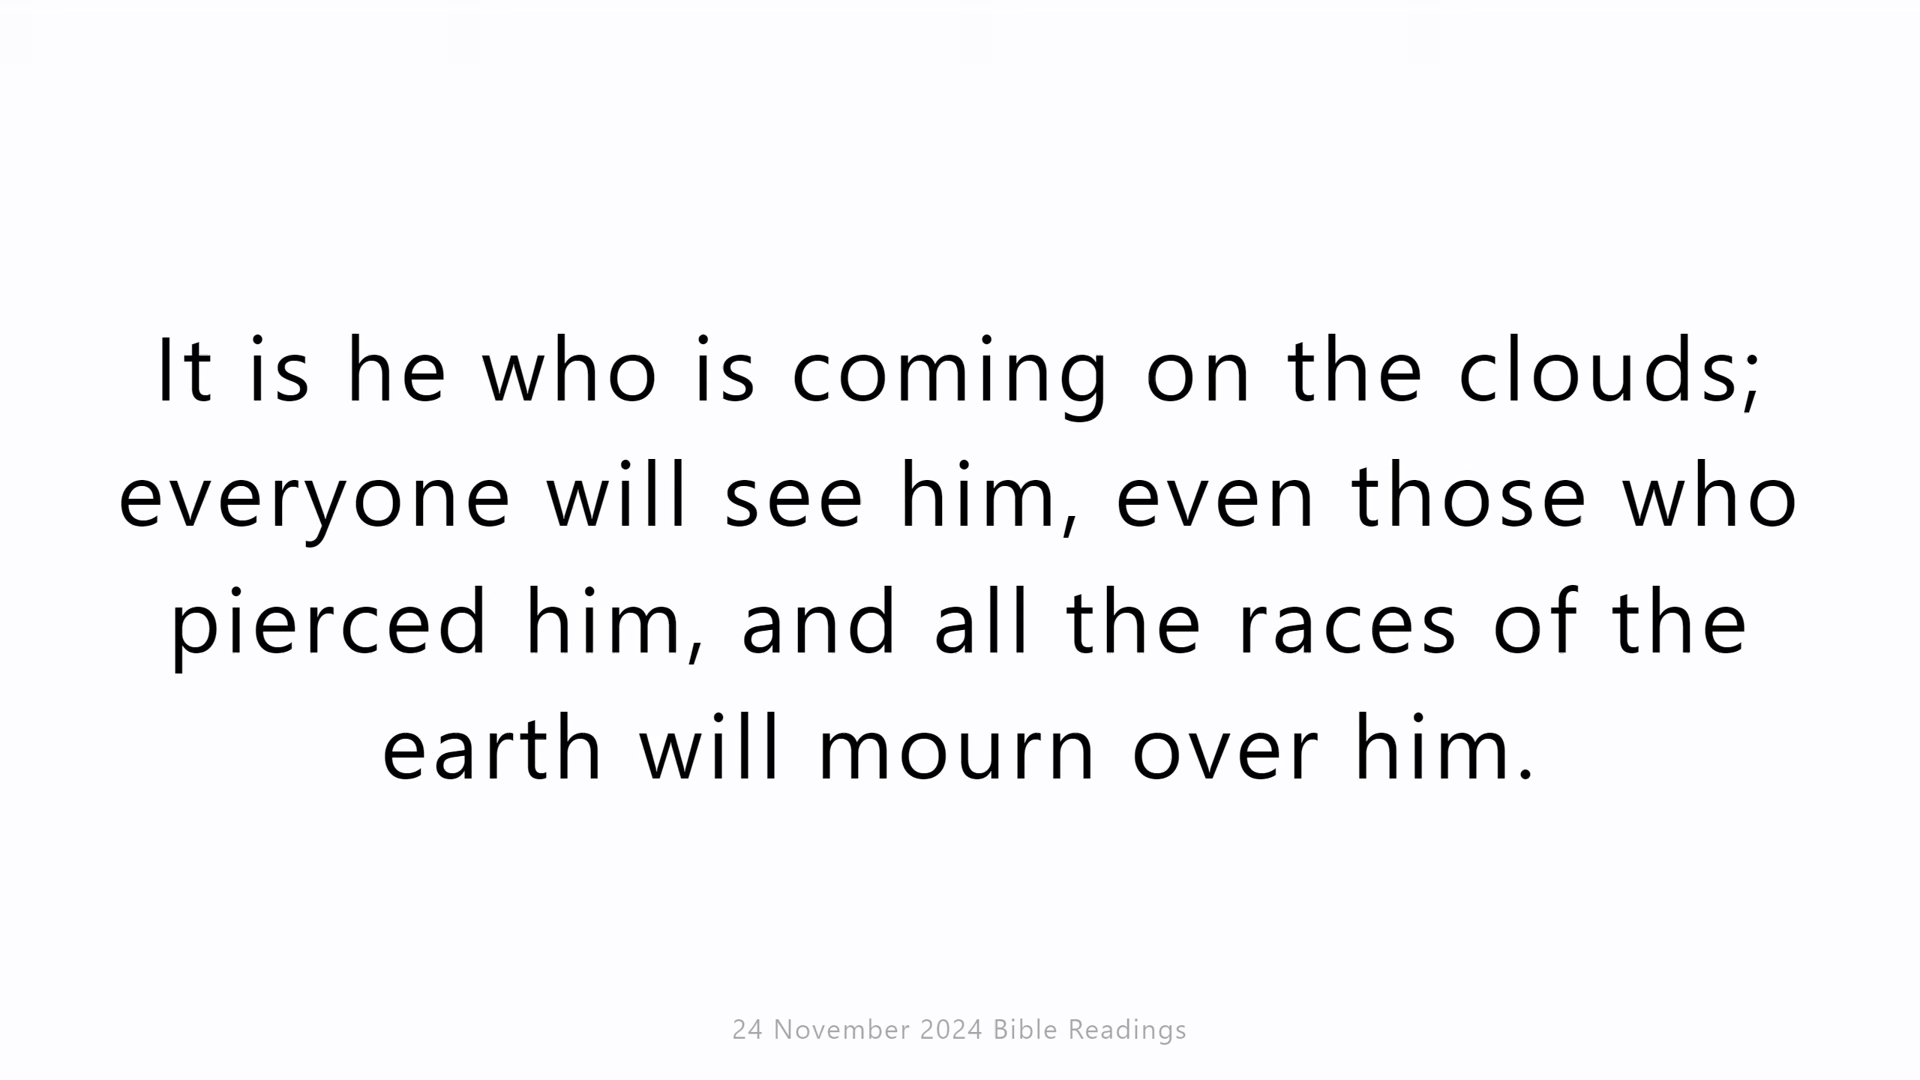 It is he who is coming on the clouds;
everyone will see him, even those who
pierced him, and all the races of the
earth will mourn over him.
24 November 2024 Bible Readings